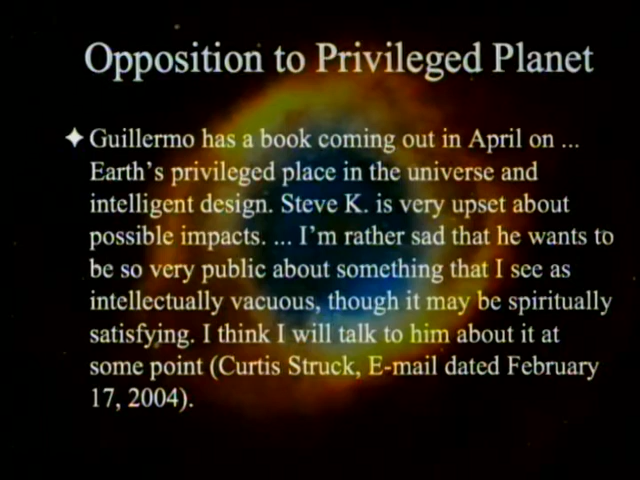 Opposition to Privileged Planet
Guillermo has a book coming out in April on ...
Earth's privileged place in the universe and
intelligent design. Steve K. is very upset about
possible impacts. ... I'm rather sad that he wants to
be so very public about something that I see as
intellectually vacuous, though it may be spiritually
satisfying. I think I will talk to him about it at
some point (Curtis Struck, E-mail dated February
17, 2004).